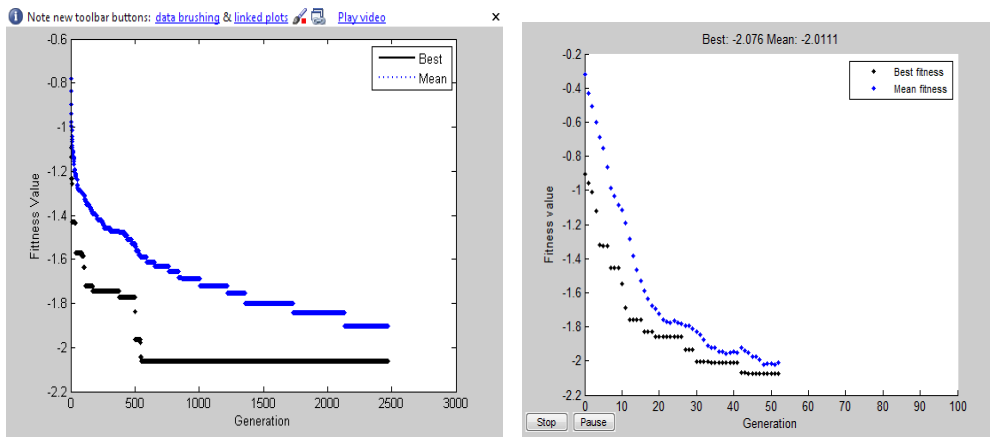 Note new toolbar buttons: data brushing & linked plots Play video x
-0.6
-0.8
-1
-1.2
-1.4
-1.6
-1.8
-2
-2.2
Fittness Value
Best
Mean
0 500 1000 1500 2000 2500 3000
Generation
Best: -2.076 Mean: -2.0111
-0.2
-0.4
-0.6
-0.8
-1
-1.2
-1.4
-1.6
-1.8
-2
-2.2
Fitness value
Best fitness
Mean fitness
0 10 20 30 40 50 60 70 80 90 100
Generation
Stop Pause